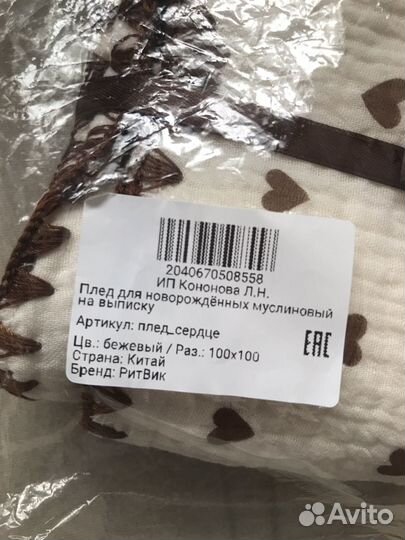 2040670508558
ИП Кононова Л.Н.
Плед для новорождённых муслиновый
на выписку
Артикул: плед_сердце
Цв.: бежевый / Раз.: 100х100
Страна: Китай
Бренд: РитВик
EAC
Avito